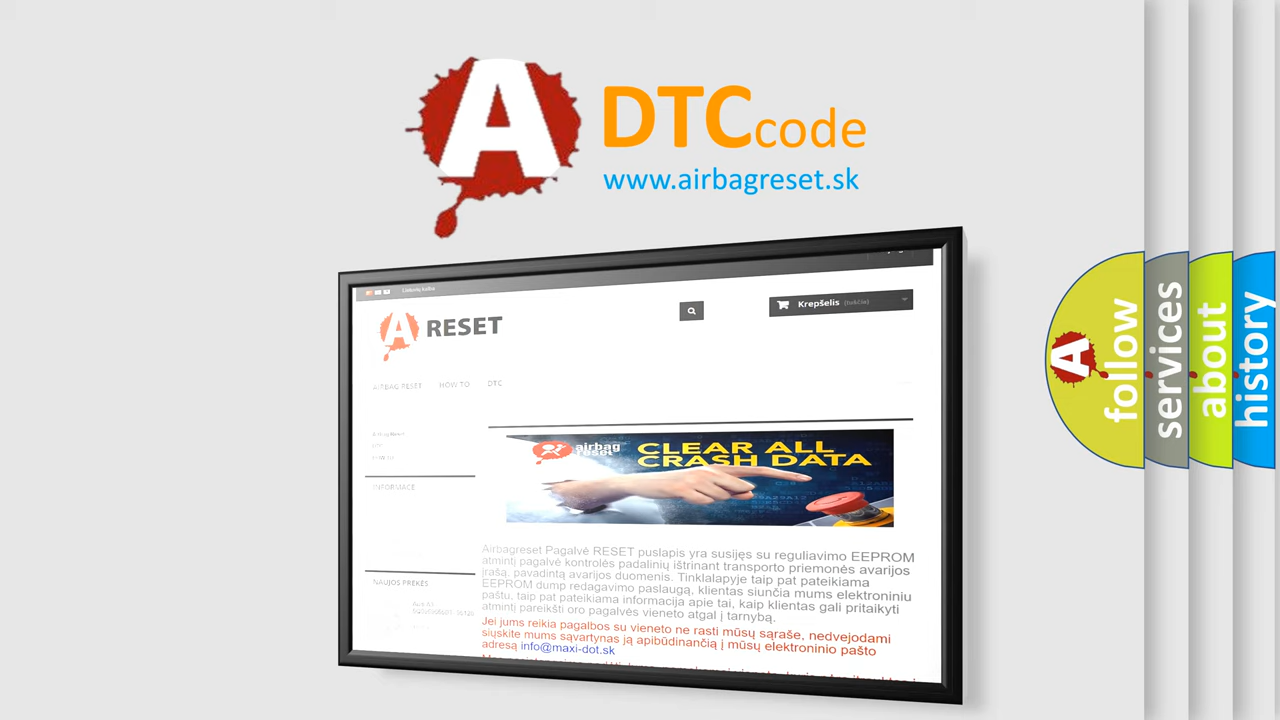 A DTCcode
www.airbagreset.sk
Lietuvių kalba
A RESET
Krepšelis (tuščia)
AIRBAG RESET HOW TO DTC
Airbag Reset
airbag
reset
CLEAR ALL
CRASH DATA
INFORMACE
NAUJOS PREKĖS
Airbagreset Pagalvė RESET puslapis yra susijęs su reguliavimo EEPROM
atmintį pagalvė kontrolės padalinių ištrinant transporto priemonės avarijos
įrašą, pavadintą avarijos duomenis. Tinklalapyje taip pat pateikiama
EEPROM dump redagavimo paslaugą, klientas siunčia mums elektroniniu
paštu, taip pat pateikiama informacija apie tai, kaip klientas gali pritaikyti
atmintį pareikšti oro pagalvės vieneto atgal į tarnybą.
Jei jums reikia pagalbos su vieneto ne rasti mūsų sąraše, nedvejodami
siųskite mums sąvartynas ją apibūdinančią į mūsų elektroninio pašto
adresą info@maxi-dot.sk
A follow
services
about
history